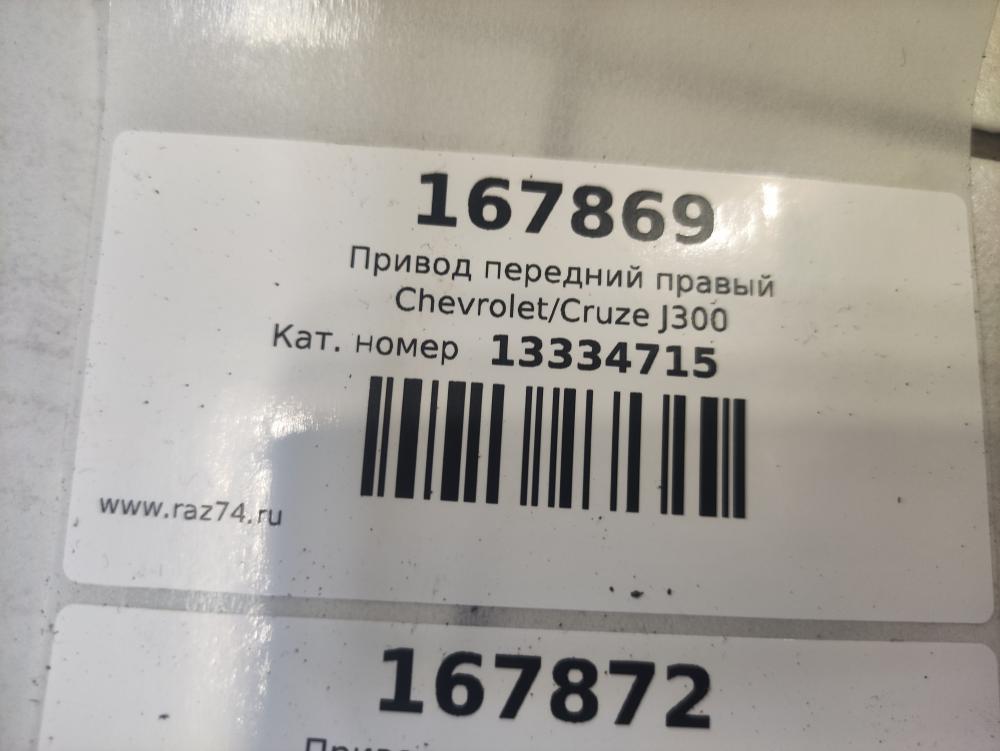 167869
Привод передний правый
Chevrolet/Cruze J300
Кат. номер 13334715
www.raz74.ru
167872